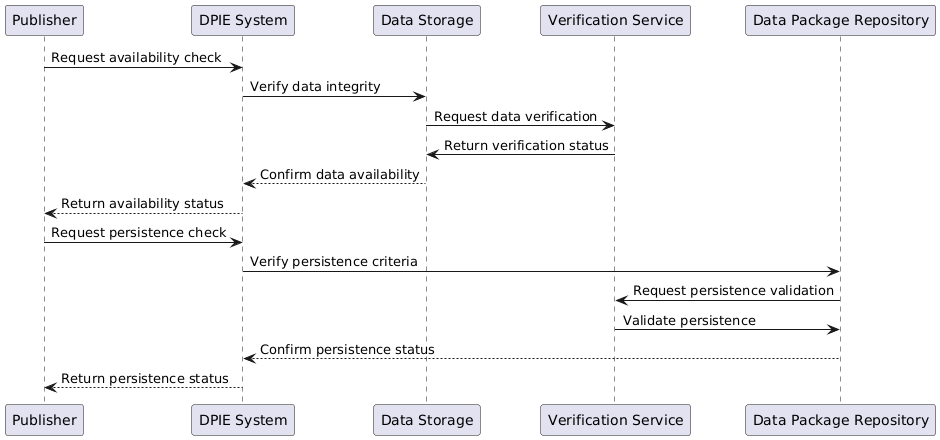 Publisher
DPIE System
Data Storage
Verification Service
Data Package Repository
Request availability check
Verify data integrity
Request data verification
Return verification status
Confirm data availability
Return availability status
Request persistence check
Verify persistence criteria
Request persistence validation
Validate persistence
Confirm persistence status
Return persistence status
Publisher
DPIE System
Data Storage
Verification Service
Data Package Repository